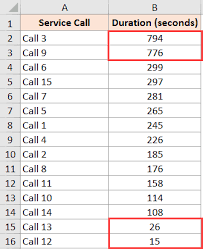 A B
1 Service Call Duration (seconds)
2 Call 3 794
3 Call 9 776
4 Call 6 299
5 Call 15 297
6 Call 7 281
7 Call 5 265
8 Call 1 245
9 Call 4 226
10 Call 2 185
11 Call 8 176
12 Call 11 158
13 Call 10 114
14 Call 14 108
15 Call 13 26
16 Call 12 15